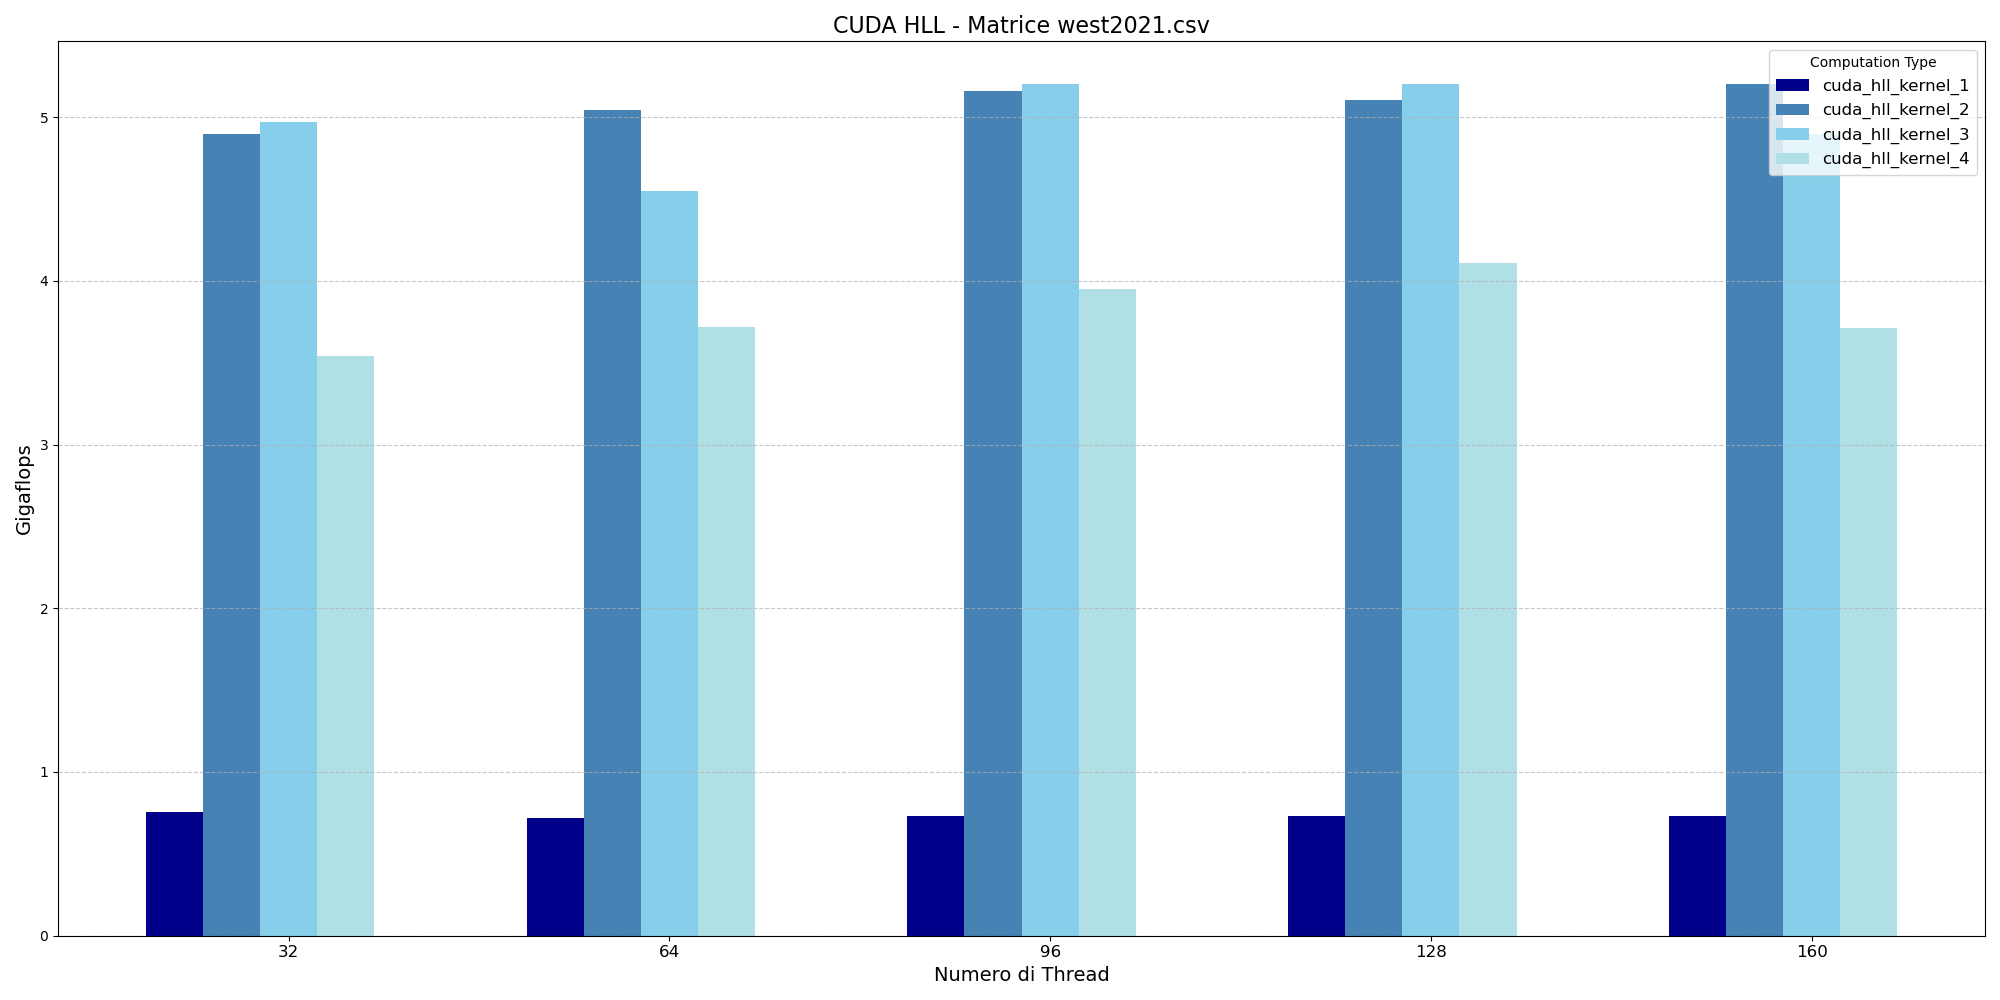 CUDA HLL - Matrice west2021.csv
Computation Type
cuda_hll_kernel_1
cuda_hll_kernel_2
cuda_hll_kernel_3
cuda_hll_kernel_4
Gigaflops
5
4
3
2
1
0
32 64 96 128 160
Numero di Thread